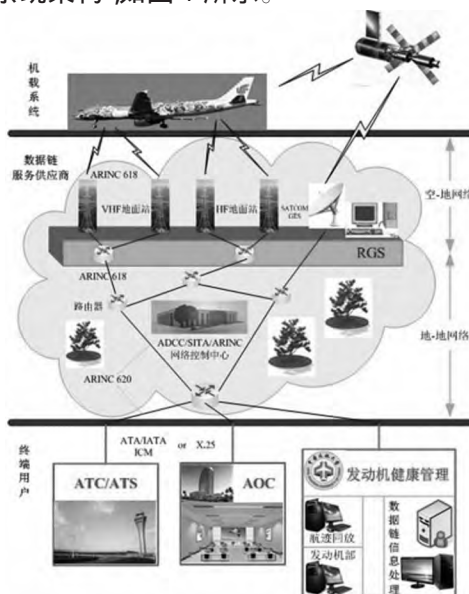 机载系统
数据链
服务供应商
ARINC 618
VHF地面站
HF地面站
SATCOM
GES
空-地网络
RGS
ARINC 618
路由器
ADCC/SITA/ARINC
网络控制中心
地-地网络
ARINC 620
终端用户
ATA/IATA
ICM
or X.25
ATC/ATS
AOC
发动机健康管理
航迹回放
发动机部
数据链信息处理